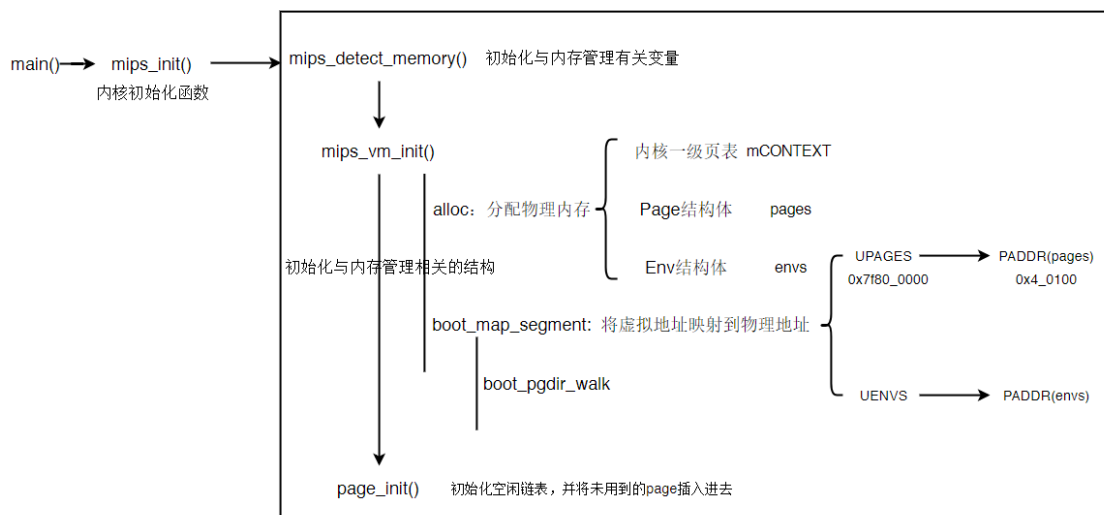 main()
mips_init()
内核初始化函数
mips_detect_memory()
初始化与内存管理有关变量
mips_vm_init()
alloc：分配物理内存
内核一级页表 mCONTEXT
Page结构体 pages
Env结构体 envs
初始化与内存管理相关的结构
boot_map_segment: 将虚拟地址映射到物理地址
UPAGES
0x7f80_0000
PADDR(pages)
0x4_0100
UENVS
PADDR(envs)
boot_pgdir_walk
page_init()
初始化空闲链表，并将未用到的page插入进去